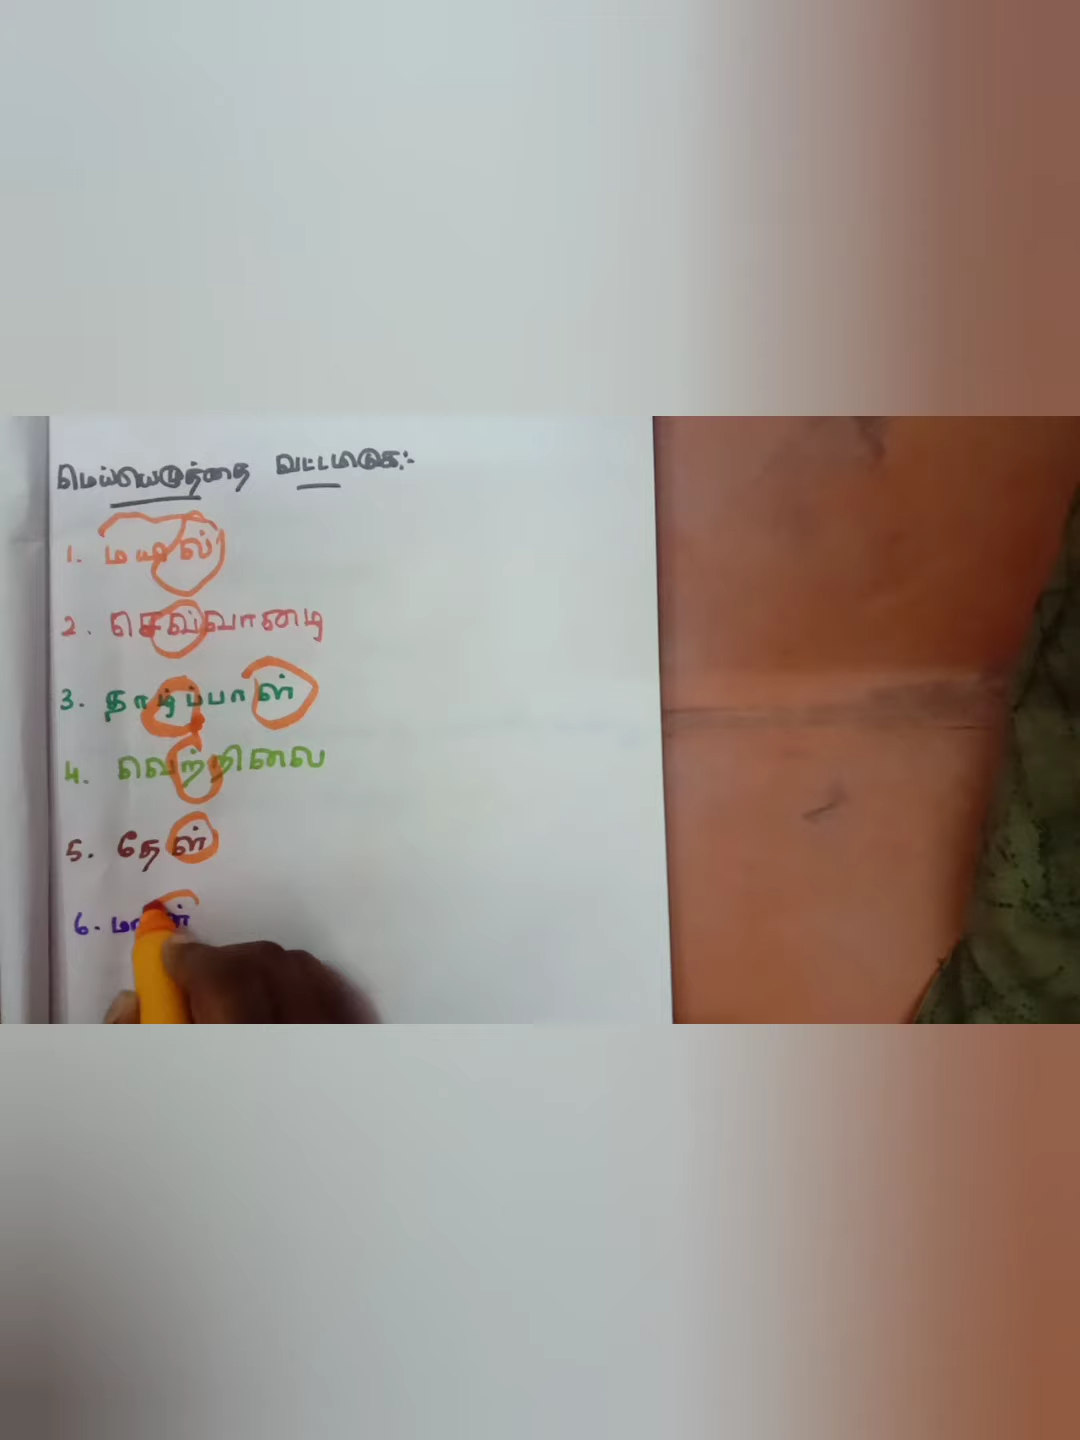 மெய்யெழுத்தை வட்டமிடுக:-
1. மயில்
2. செவ்வாழை
3. தாழ்ப்பாள்
4. வெற்றிலை
5. தேள்
6.